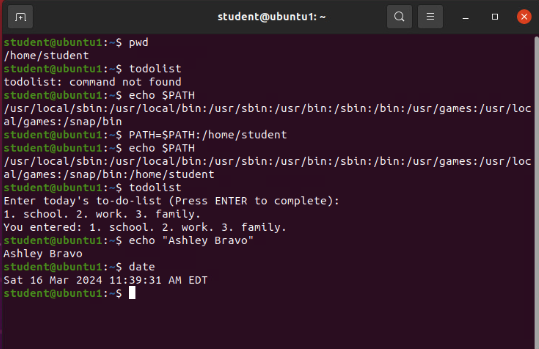 student@ubuntu1: ~
student@ubuntu1:~$ pwd
/home/student
student@ubuntu1:~$ todolist
todolist: command not found
student@ubuntu1:~$ echo $PATH
/usr/local/sbin:/usr/local/bin:/usr/sbin:/usr/bin:/sbin:/bin:/usr/games:/usr/loc
al/games:/snap/bin
student@ubuntu1:~$ PATH=$PATH:/home/student
student@ubuntu1:~$ echo $PATH
/usr/local/sbin:/usr/local/bin:/usr/sbin:/usr/bin:/sbin:/bin:/usr/games:/usr/loc
al/games:/snap/bin:/home/student
student@ubuntu1:~$ todolist
Enter today's to-do-list (Press ENTER to complete):
1. school. 2. work. 3. family.
You entered: 1. school. 2. work. 3. family.
student@ubuntu1:~$ echo "Ashley Bravo"
Ashley Bravo
student@ubuntu1:~$ date
Sat 16 Mar 2024 11:39:31 AM EDT
student@ubuntu1:~$